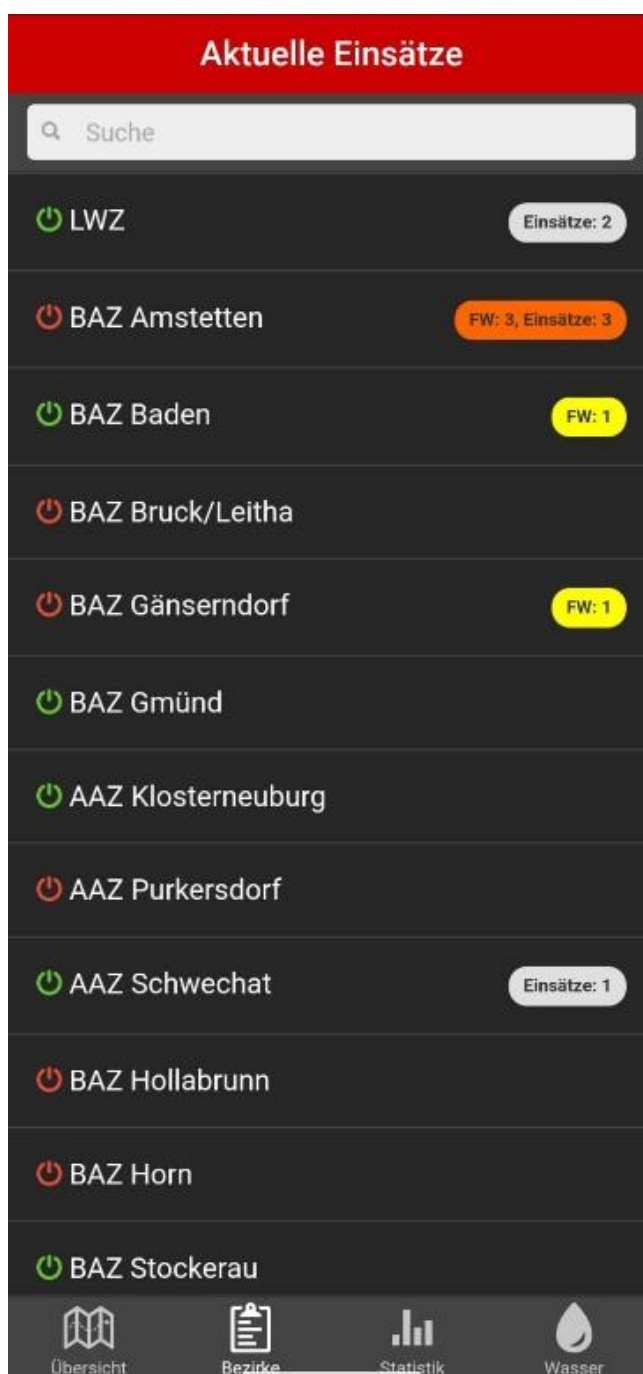 Aktuelle Einsätze
Suche
LWZ Einsätze: 2
BAZ Amstetten FW: 3, Einsätze: 3
BAZ Baden FW: 1
BAZ Bruck/Leitha
BAZ Gänserndorf FW: 1
BAZ Gmünd
AAZ Klosterneuburg
AAZ Purkersdorf
AAZ Schwechat Einsätze: 1
BAZ Hollabrunn
BAZ Horn
BAZ Stockerau
Übersicht Bezirke Statistik Wasser